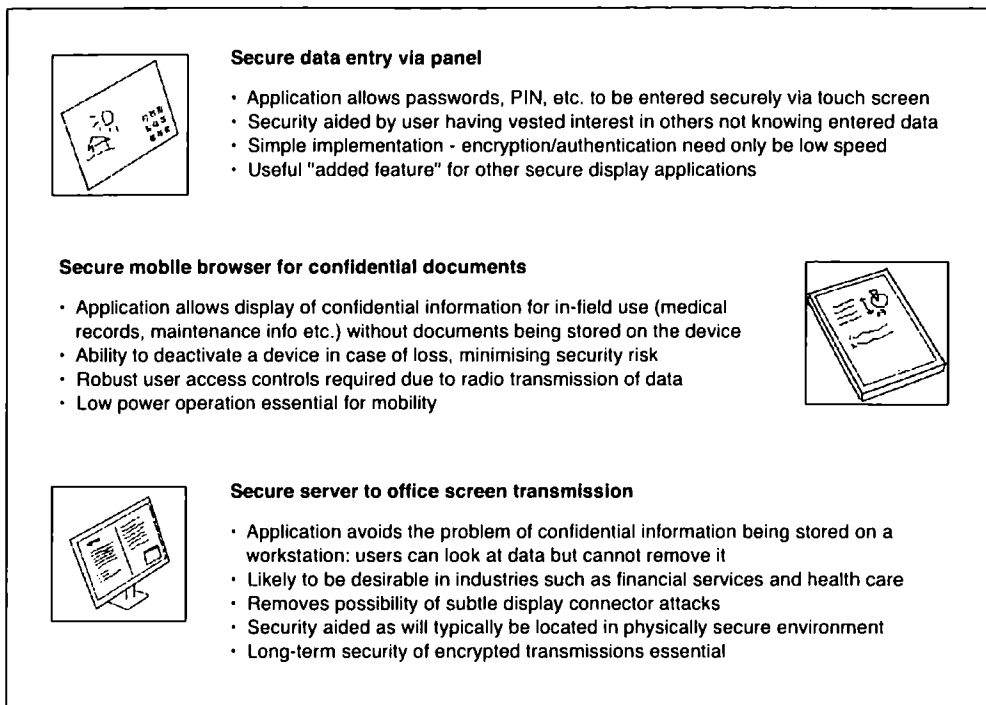 Secure data entry via panel
· Application allows passwords, PIN, etc. to be entered securely via touch screen
· Security aided by user having vested interest in others not knowing entered data
· Simple implementation - encryption/authentication need only be low speed
· Useful "added feature" for other secure display applications
Secure mobile browser for confidential documents
· Application allows display of confidential information for in-field use (medical
records, maintenance info etc.) without documents being stored on the device
· Ability to deactivate a device in case of loss, minimising security risk
· Robust user access controls required due to radio transmission of data
· Low power operation essential for mobility
Secure server to office screen transmission
· Application avoids the problem of confidential information being stored on a
workstation: users can look at data but cannot remove it
· Likely to be desirable in industries such as financial services and health care
· Removes possibility of subtle display connector attacks
· Security aided as will typically be located in physically secure environment
· Long-term security of encrypted transmissions essential